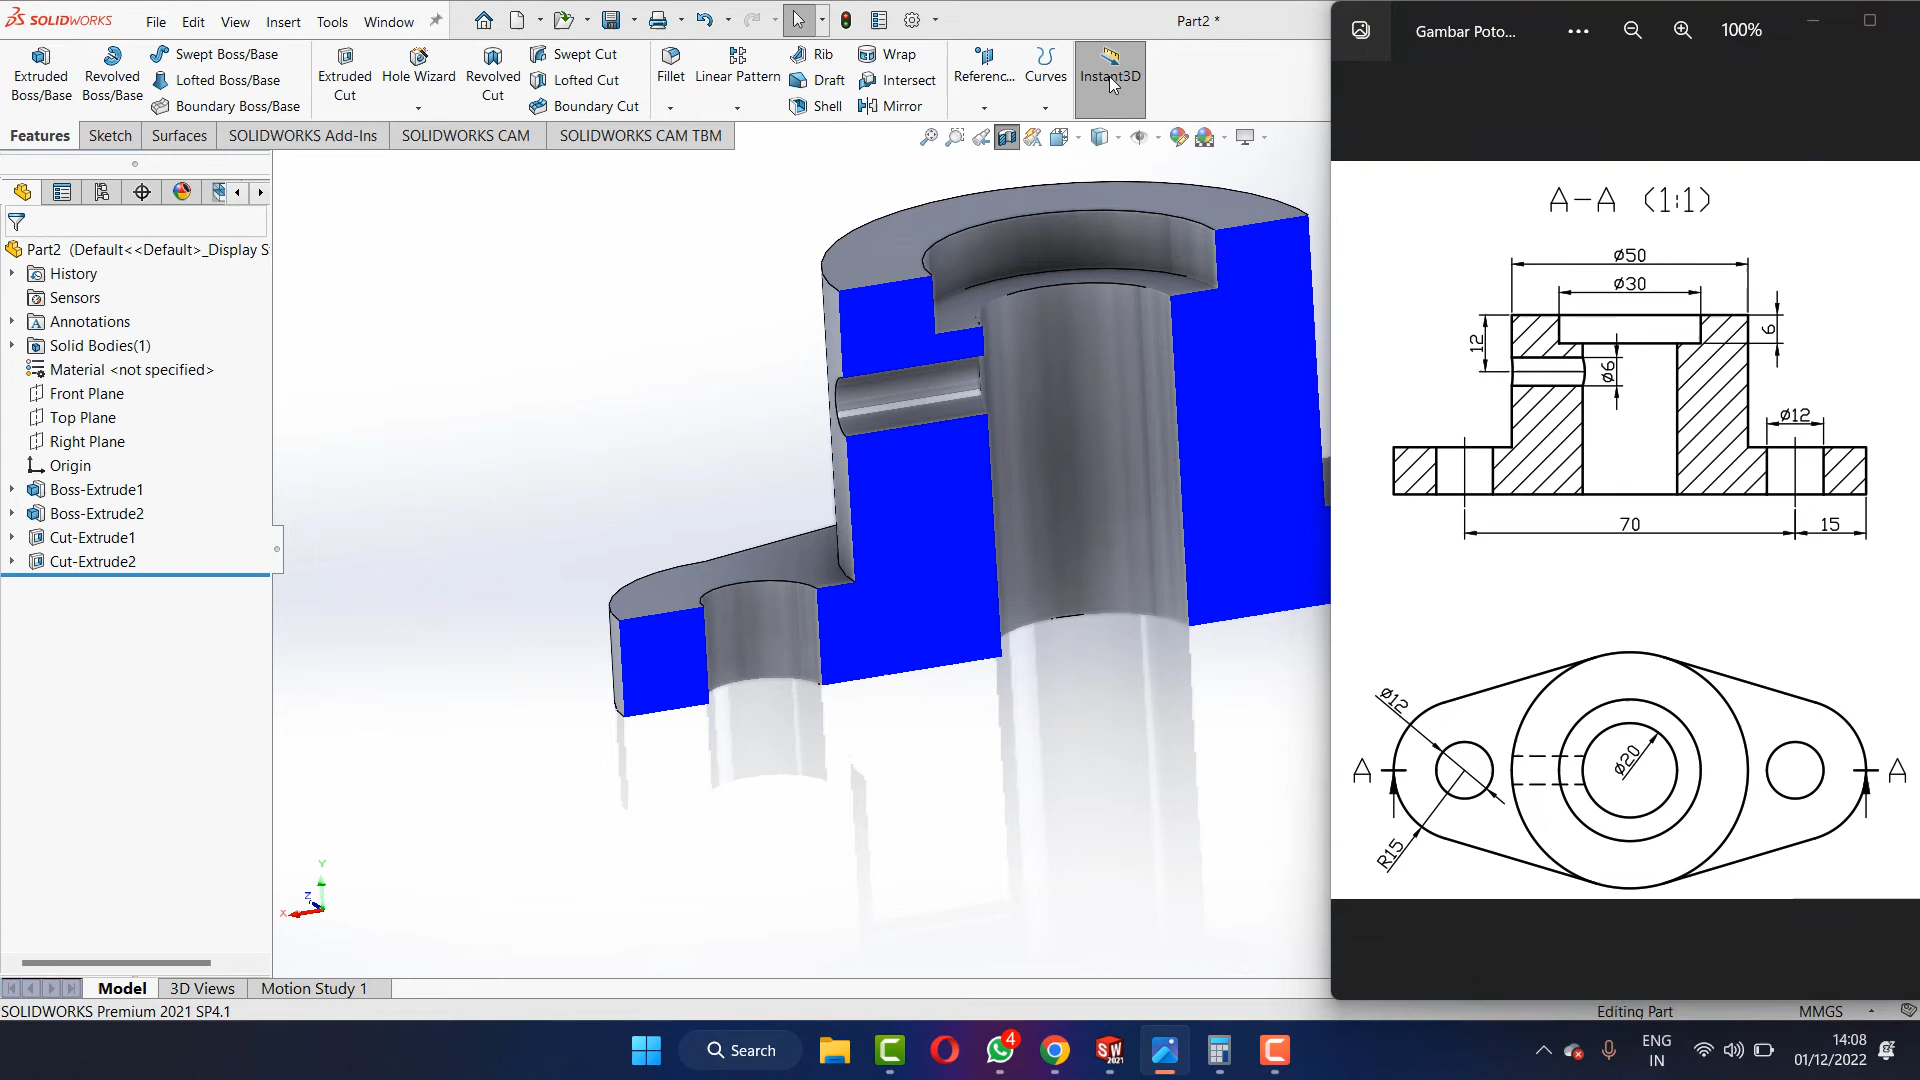 SOLIDWORKS
File Edit View Insert Tools Window
Part2 *
Extruded Boss/Base
Revolved Boss/Base
Swept Boss/Base
Lofted Boss/Base
Boundary Boss/Base
Extruded Cut
Hole Wizard
Revolved Cut
Swept Cut
Lofted Cut
Boundary Cut
Fillet
Linear Pattern
Rib
Draft
Shell
Wrap
Intersect
Mirror
Referenc...
Curves
Instant3D
Features Sketch Surfaces SOLIDWORKS Add-Ins SOLIDWORKS CAM SOLIDWORKS CAM TBM
Part2 (Default<<Default>_Display S
History
Sensors
Annotations
Solid Bodies(1)
Material <not specified>
Front Plane
Top Plane
Right Plane
Origin
Boss-Extrude1
Boss-Extrude2
Cut-Extrude1
Cut-Extrude2
Y
Z
X
Model 3D Views Motion Study 1
SOLIDWORKS Premium 2021 SP4.1
Gambar Poto... ••• 100%
A-A (1:1)
ø50
ø30
12
6
ø6
ø12
70
15
ø12
ø20
A
A
R15
Editing Part MMGS
Search
4
SW
2021
ENG
IN
14:08
01/12/2022